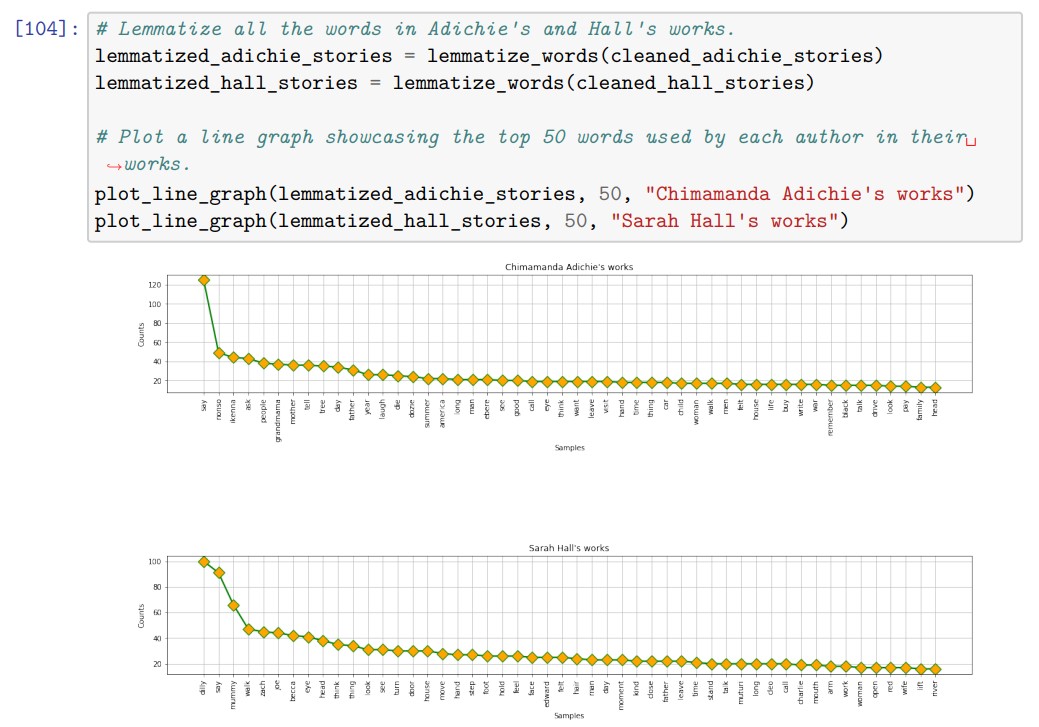 [104]: # Lemmatize all the words in Adichie's and Hall's works.
lemmatized_adichie_stories = lemmatize_words(cleaned_adichie_stories)
lemmatized_hall_stories = lemmatize_words(cleaned_hall_stories)
# Plot a line graph showcasing the top 50 words used by each author in their␣
↪works.
plot_line_graph(lemmatized_adichie_stories, 50, "Chimamanda Adichie's works")
plot_line_graph(lemmatized_hall_stories, 50, "Sarah Hall's works")
Chimamanda Adichie's works
120
100
80
60
40
20
Counts
say nonso ikenna ask people grandmama mother tell tree day father year laugh die dozie summer america long man ebere see good call eye think want leave visit hand time thing car child woman walk men felt house life buy write war remember black talk drive look pay family head
Samples
Sarah Hall's works
100
80
60
40
20
Counts
dilly say mummy walk zach joe becca eye head think thing look see turn door house move hand step foot hold feel face edward felt hair man day moment kind close father leave time stand talk muturi long cleo call charlie mouth arm work woman open red wife lift river
Samples